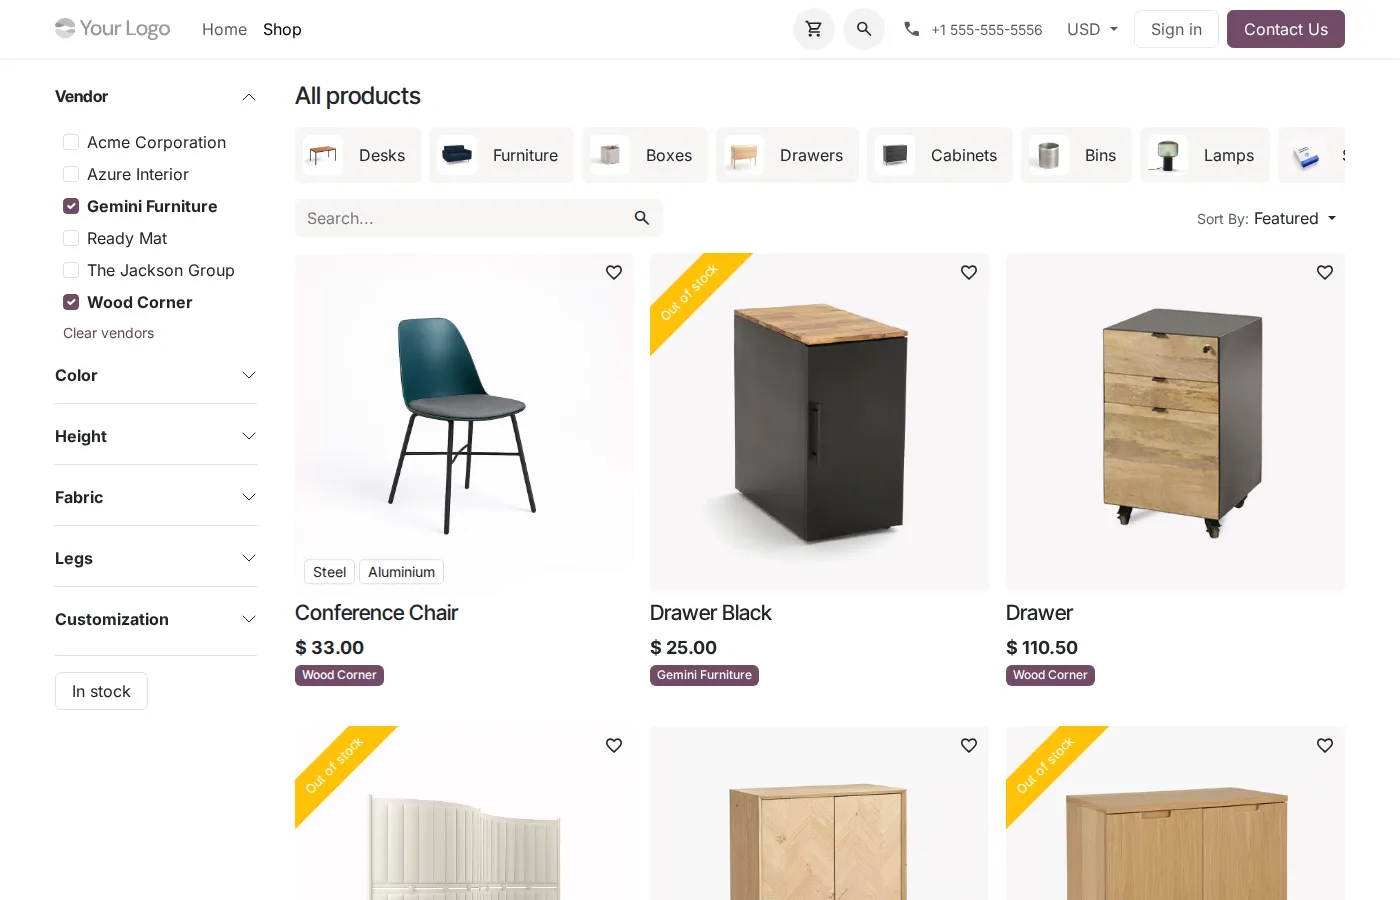 Your Logo
Home
Shop
+1 555-555-5556
USD
Sign in
Contact Us
Vendor
Acme Corporation
Azure Interior
Gemini Furniture
Ready Mat
The Jackson Group
Wood Corner
Clear vendors
Color
Height
Fabric
Legs
Customization
In stock
All products
Desks
Furniture
Boxes
Drawers
Cabinets
Bins
Lamps
Search...
Sort By: Featured
Steel
Aluminium
Conference Chair
$ 33.00
Wood Corner
Out of stock
Drawer Black
$ 25.00
Gemini Furniture
Drawer
$ 110.50
Wood Corner
Out of stock
Out of stock